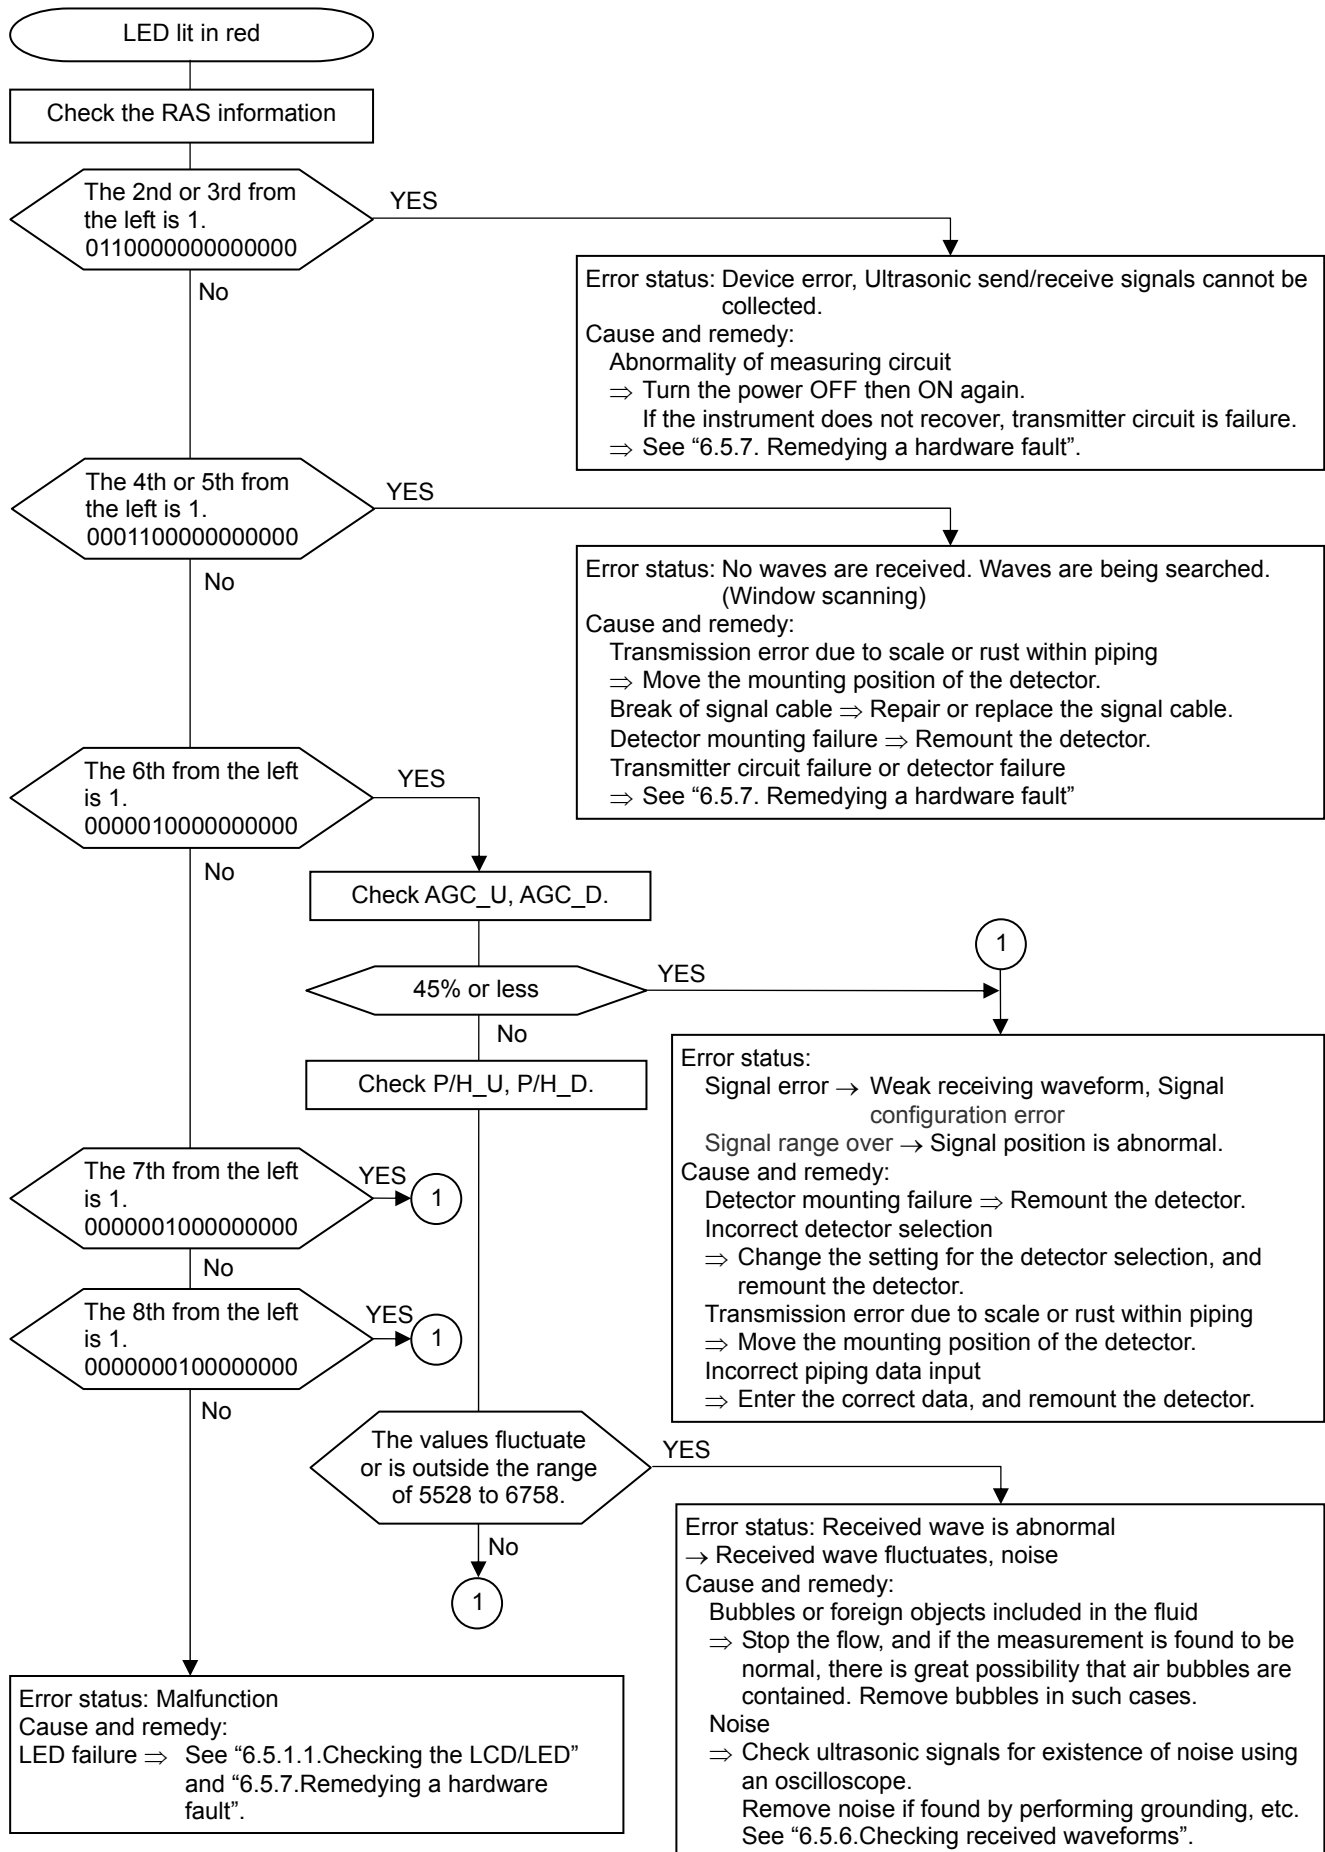 LED lit in red
Check the RAS information
The 2nd or 3rd from
the left is 1.
0110000000000000
YES
No
Error status: Device error, Ultrasonic send/receive signals cannot be
collected.
Cause and remedy:
Abnormality of measuring circuit
⇒ Turn the power OFF then ON again.
If the instrument does not recover, transmitter circuit is failure.
⇒ See “6.5.7. Remedying a hardware fault”.
The 4th or 5th from
the left is 1.
0001100000000000
YES
No
Error status: No waves are received. Waves are being searched.
(Window scanning)
Cause and remedy:
Transmission error due to scale or rust within piping
⇒ Move the mounting position of the detector.
Break of signal cable ⇒ Repair or replace the signal cable.
Detector mounting failure ⇒ Remount the detector.
Transmitter circuit failure or detector failure
⇒ See “6.5.7. Remedying a hardware fault”
The 6th from the left
is 1.
0000010000000000
YES
No
Check AGC_U, AGC_D.
45% or less
YES
No
1
Check P/H_U, P/H_D.
Error status:
Signal error → Weak receiving waveform, Signal
configuration error
Signal range over → Signal position is abnormal.
Cause and remedy:
Detector mounting failure ⇒ Remount the detector.
Incorrect detector selection
⇒ Change the setting for the detector selection, and
remount the detector.
Transmission error due to scale or rust within piping
⇒ Move the mounting position of the detector.
Incorrect piping data input
⇒ Enter the correct data, and remount the detector.
The 7th from the left
is 1.
0000001000000000
YES
1
No
The 8th from the left
is 1.
0000000100000000
YES
1
No
The values fluctuate
or is outside the range
of 5528 to 6758.
YES
No
1
Error status: Received wave is abnormal
→ Received wave fluctuates, noise
Cause and remedy:
Bubbles or foreign objects included in the fluid
⇒ Stop the flow, and if the measurement is found to be
normal, there is great possibility that air bubbles are
contained. Remove bubbles in such cases.
Noise
⇒ Check ultrasonic signals for existence of noise using
an oscilloscope.
Remove noise if found by performing grounding, etc.
See “6.5.6.Checking received waveforms”.
Error status: Malfunction
Cause and remedy:
LED failure ⇒ See “6.5.1.1.Checking the LCD/LED”
and “6.5.7.Remedying a hardware
fault”.